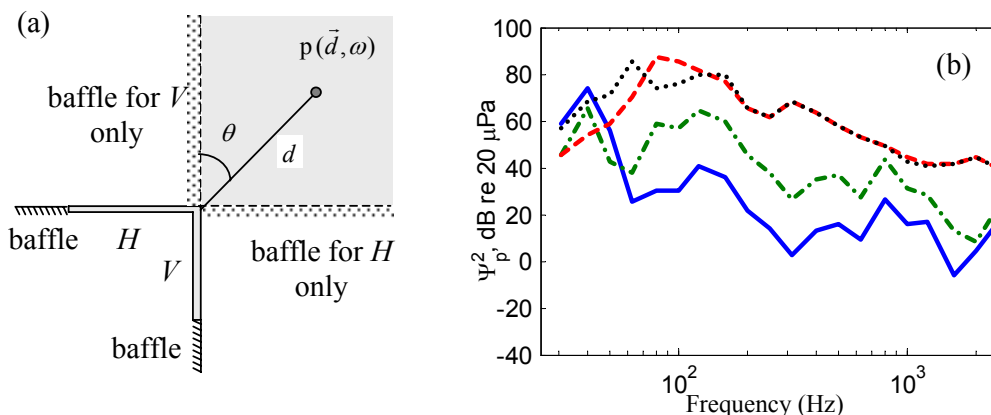 (a)
p(d⃗,ω)
baffle for V
only
θ
d
baffle
H
V
baffle for H
only
baffle
(b)
Ψ²ₚ, dB re 20 μPa
100
80
60
40
20
0
-20
-40
10²
10³
Frequency (Hz)